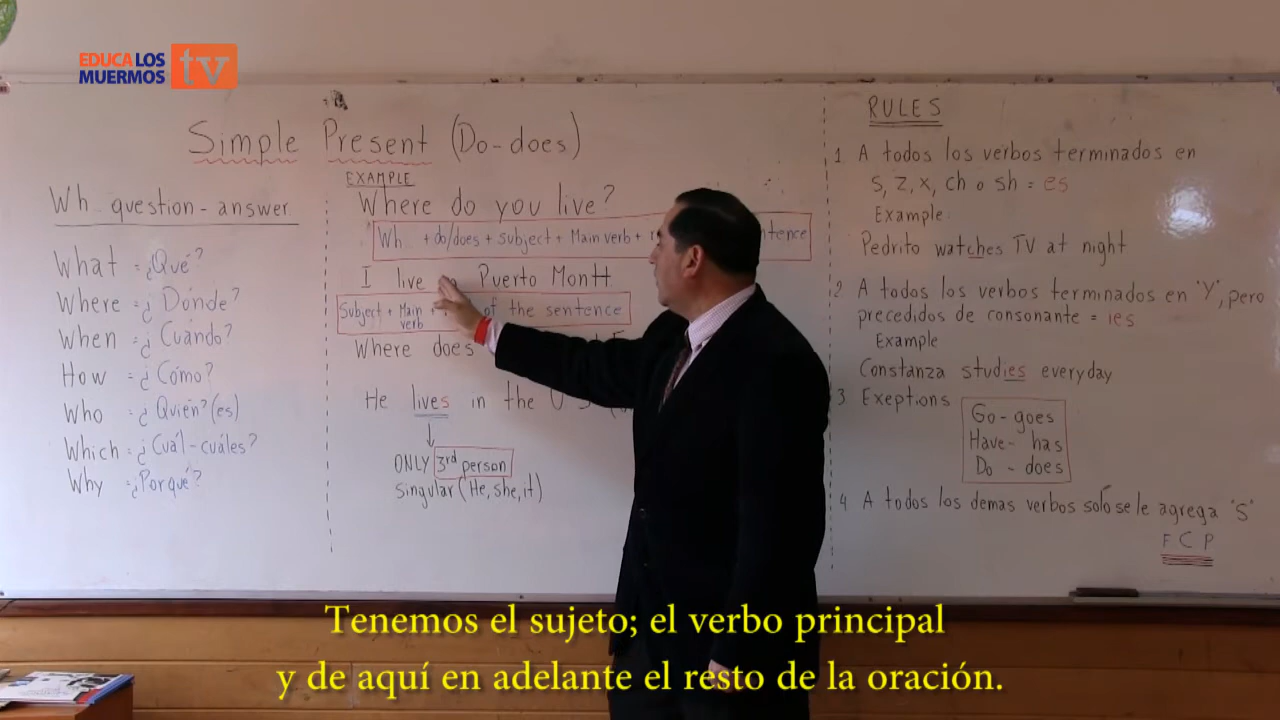 EDUCA LOS
MUERMOS
tv
Simple Present (Do-does)
Wh_ question - answer
What = ¿Qué?
Where = ¿Dónde?
When = ¿Cuándo?
How = ¿Cómo?
Who = ¿Quién?(es)
Which = ¿Cuál-cuáles?
Why = ¿Porqué?
EXAMPLE
Where do you live?
Wh_ + do/does + subject + Main verb +
I live Puerto Montt
Subject + Main verb + of the sentence
Where does
He lives in the U.S
ONLY 3rd person
singular (He, she, it)
RULES
1 A todos los verbos terminados en
s, z, x, ch o sh = es
Example:
Pedrito watches TV at night
2 A todos los verbos terminados en "Y", pero
precedidos de consonante = ies
Example
Constanza studies everyday
3 Exeptions
Go - goes
Have - has
Do - does
4 A todos los demas verbos solo se le agrega "S"
F C P
Tenemos el sujeto; el verbo principal
y de aquí en adelante el resto de la oración.